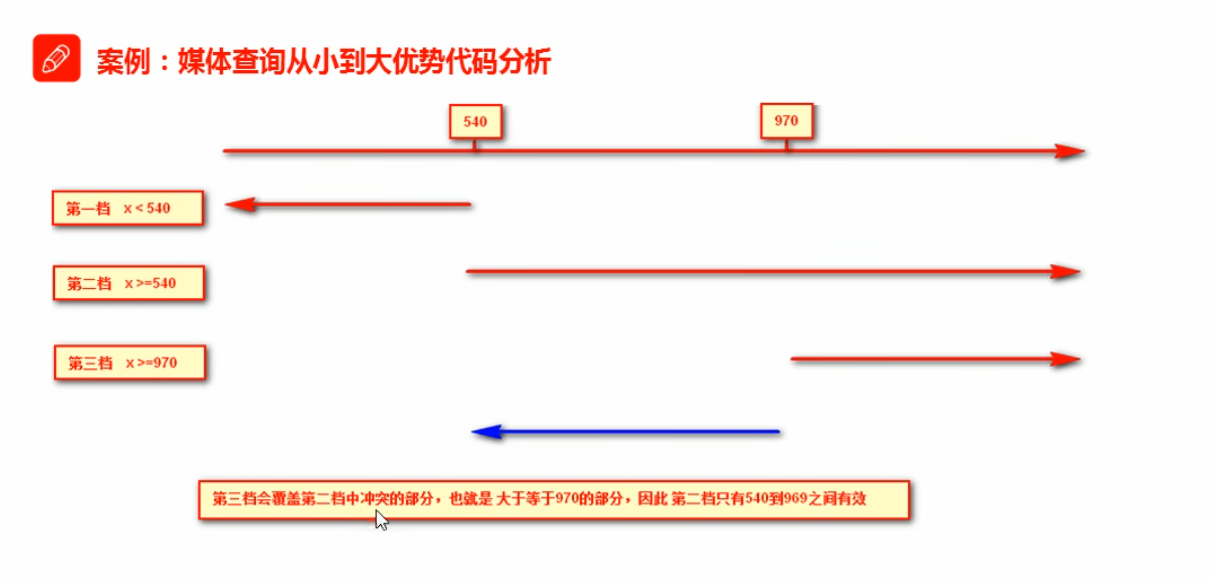 案例：媒体查询从小到大优势代码分析
540
970
第一档 x < 540
第二档 x >=540
第三档 x >=970
第三档会覆盖第二档中冲突的部分，也就是 大于等于970的部分，因此 第二档只有540到969之间有效